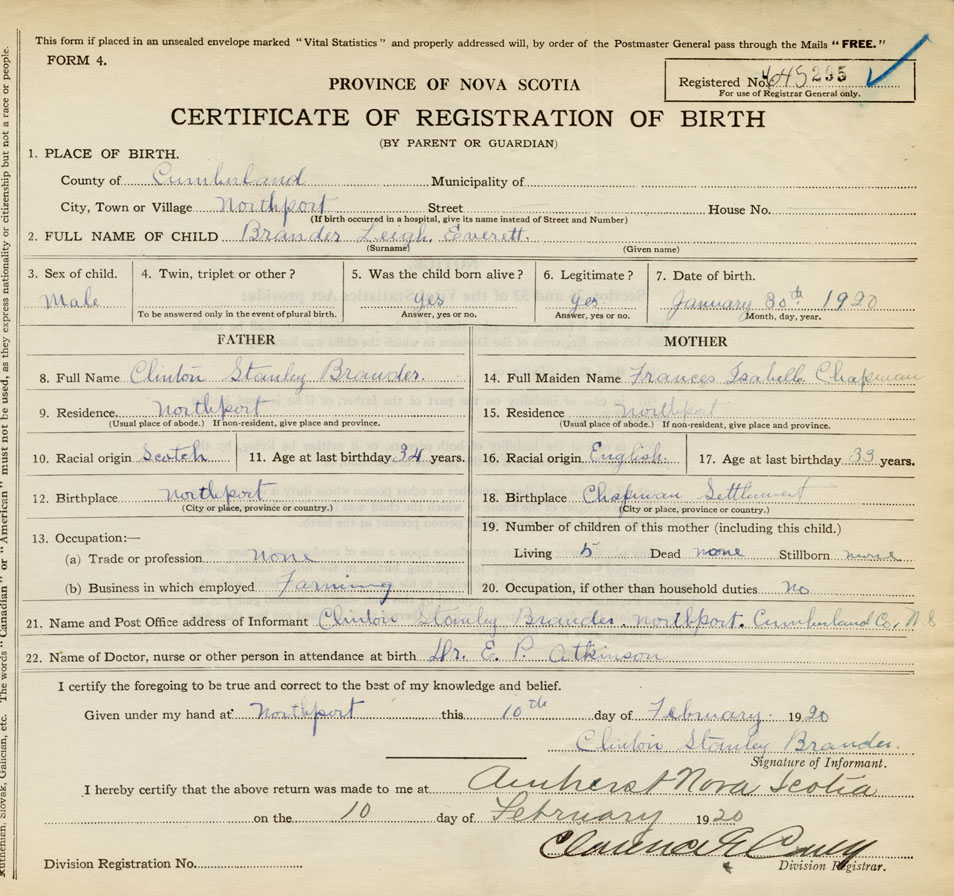 This form if placed in an unsealed envelope marked "Vital Statistics" and properly addressed will, by order of the Postmaster General pass through the Mails "FREE."
FORM 4.
Registered No. 295
For use of Registrar General only.
PROVINCE OF NOVA SCOTIA
CERTIFICATE OF REGISTRATION OF BIRTH
(BY PARENT OR GUARDIAN)
1. PLACE OF BIRTH.
County of Cumberland Municipality of
City, Town or Village Northport Street House No.
(If birth occurred in a hospital, give its name instead of Street and Number)
2. FULL NAME OF CHILD Brander Leigh Everett.
(Surname) (Given name)
3. Sex of child. 4. Twin, triplet or other? 5. Was the child born alive? 6. Legitimate? 7. Date of birth.
Male yes yes January 30th 1920
To be answered only in the event of plural birth. Answer, yes or no. Answer, yes or no. Month, day, year.
FATHER MOTHER
8. Full Name Clinton Stanley Brander. 14. Full Maiden Name Frances Isabelle Chapman
9. Residence. Northport 15. Residence Northport
(Usual place of abode.) If non-resident, give place and province. (Usual place of abode.) If non-resident, give place and province.
10. Racial origin Scotch 11. Age at last birthday 34 years. 16. Racial origin English 17. Age at last birthday 33 years.
12. Birthplace Northport 18. Birthplace Chapman Settlement
(City or place, province or country.) (City or place, province or country.)
13. Occupation:— 19. Number of children of this mother (including this child.)
(a) Trade or profession none Living 5 Dead none Stillborn none
(b) Business in which employed Farming 20. Occupation, if other than household duties No
21. Name and Post Office address of Informant Clinton Stanley Brander. Northport. Cumberland Co, N S
22. Name of Doctor, nurse or other person in attendance at birth Dr. E. P. Atkinson
I certify the foregoing to be true and correct to the best of my knowledge and belief.
Given under my hand at Northport this 10th day of February 1920
Clinton Stanley Brander.
Signature of Informant.
I hereby certify that the above return was made to me at Amherst Nova Scotia
on the 10 day of February 1920
Clarence
Division Registration No. Division Registrar.
Ruthenian, Slovak, Galician, etc. The words "Canadian" or "American" must not be used, as they express nationality or citizenship but not a race or people.